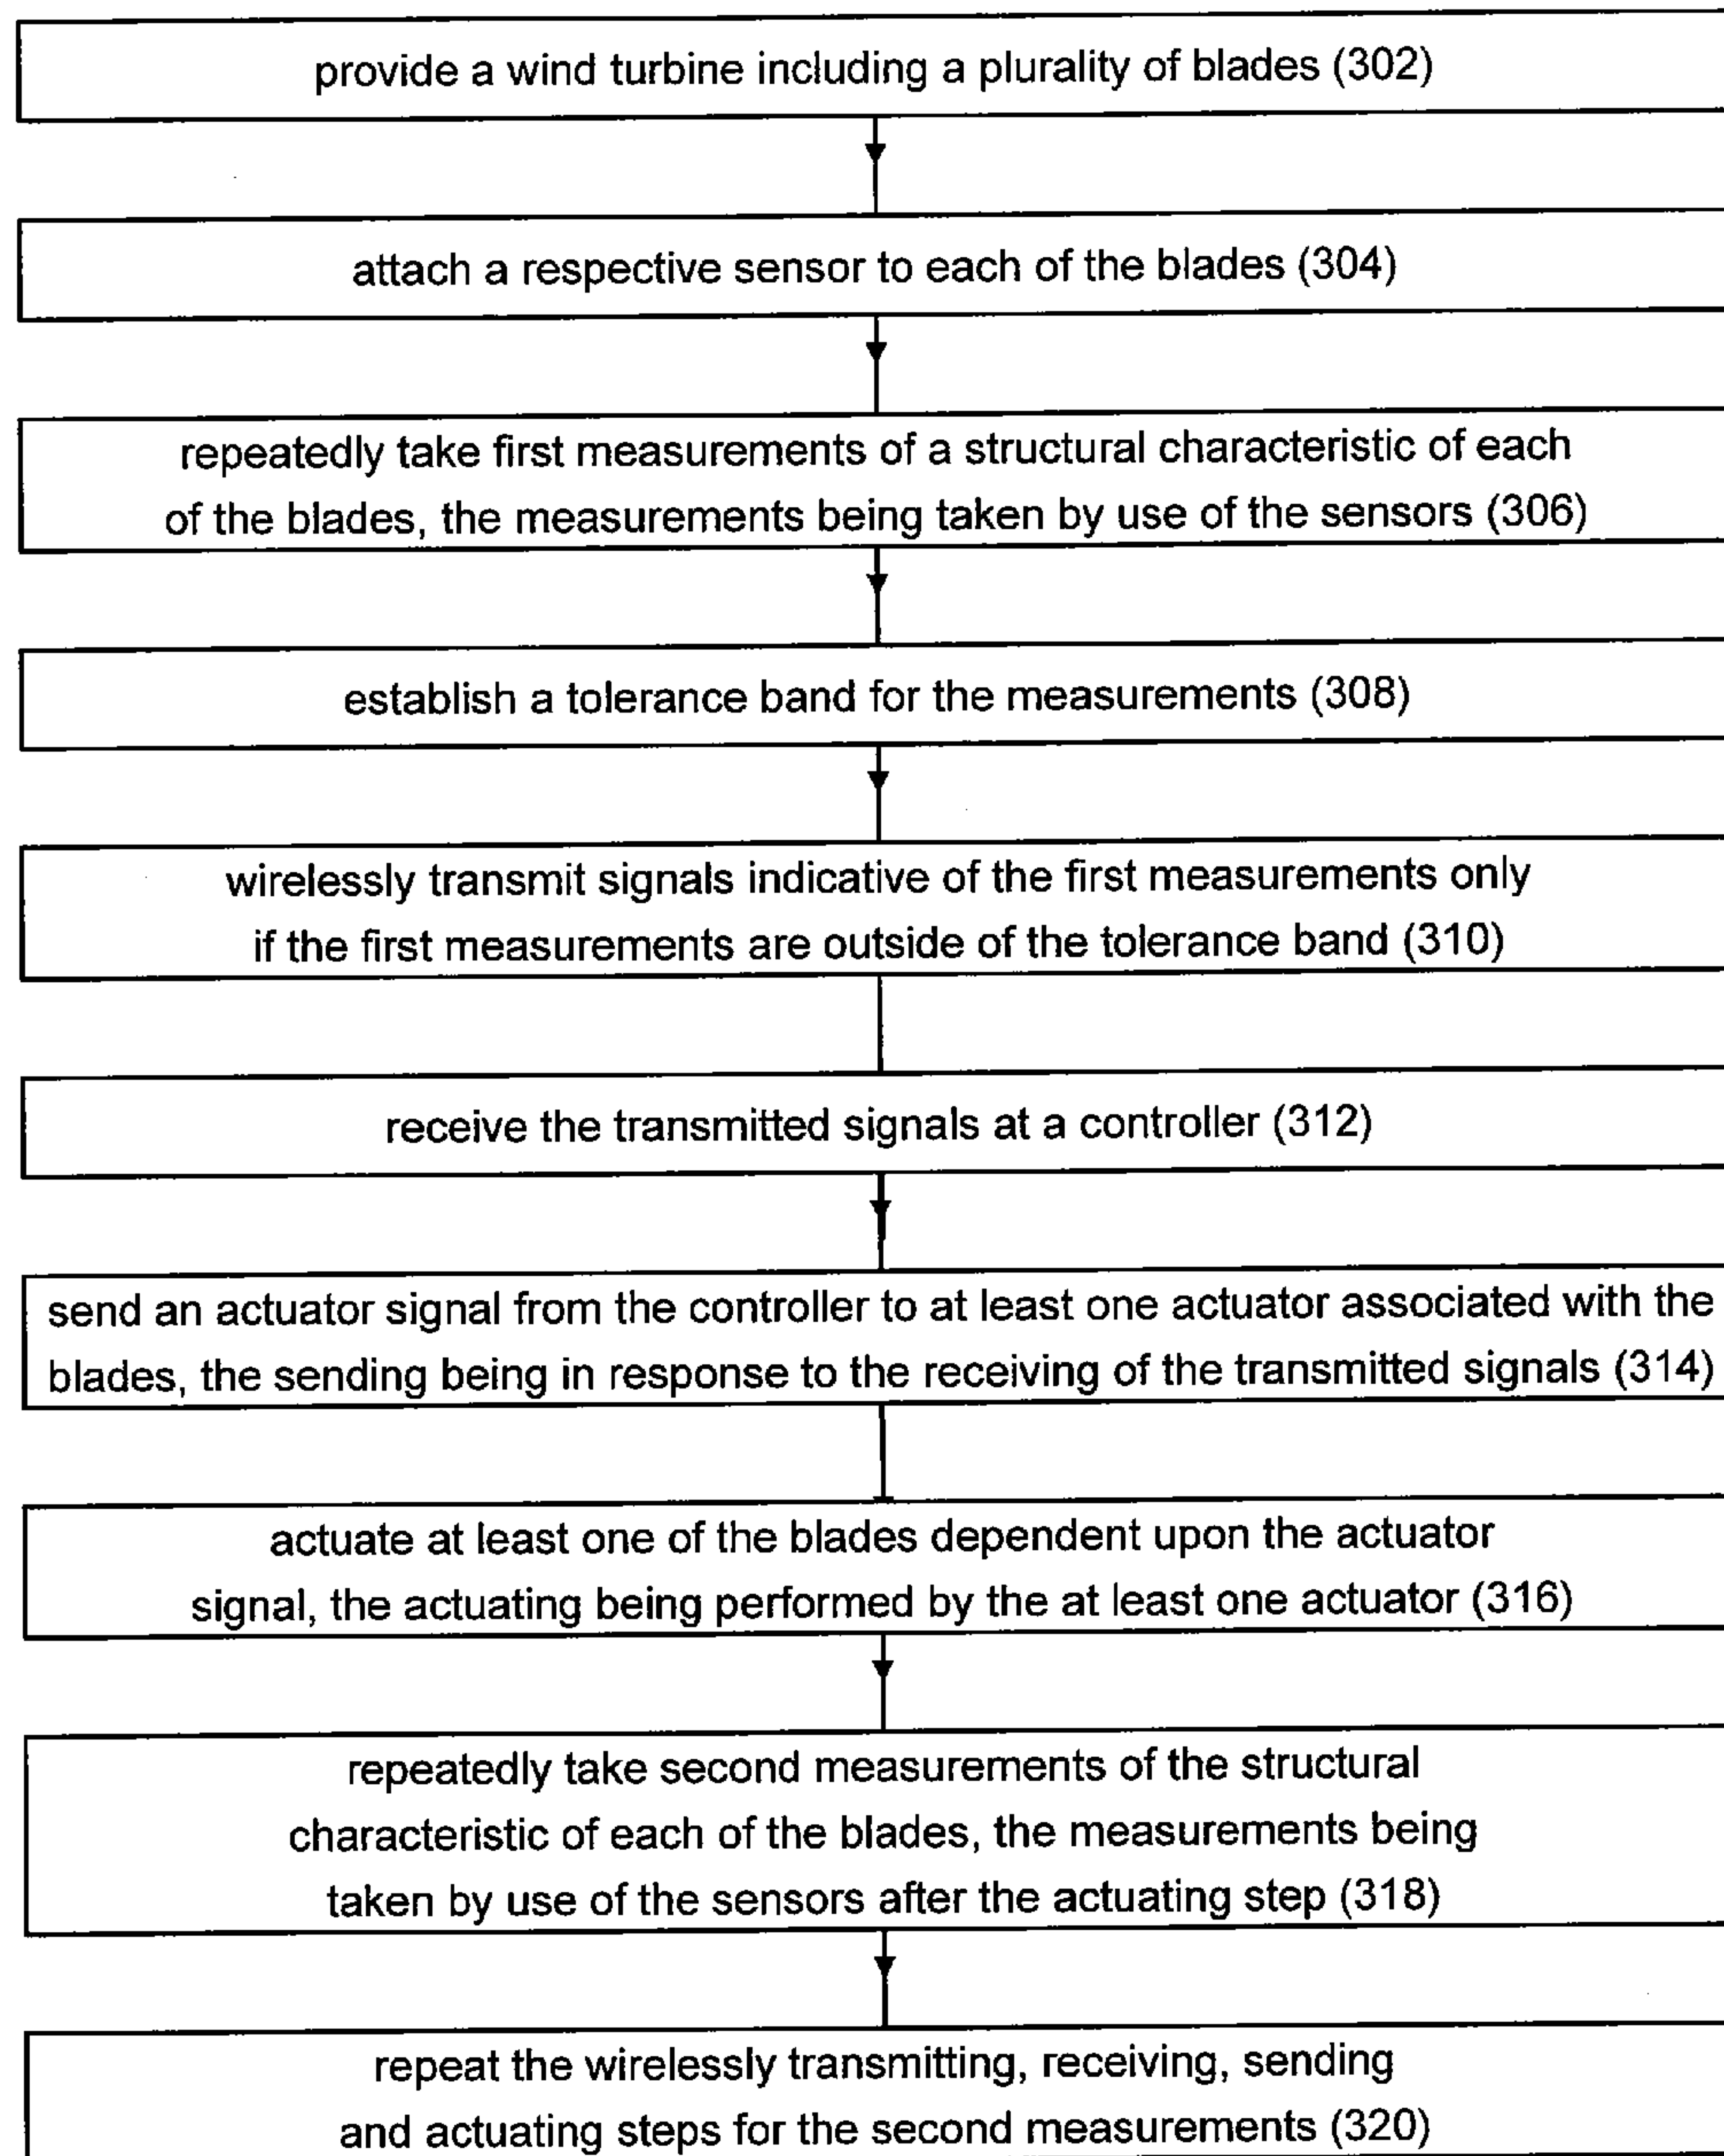 provide a wind turbine including a plurality of blades (302)
attach a respective sensor to each of the blades (304)
repeatedly take first measurements of a structural characteristic of each
of the blades, the measurements being taken by use of the sensors (306)
establish a tolerance band for the measurements (308)
wirelessly transmit signals indicative of the first measurements only
if the first measurements are outside of the tolerance band (310)
receive the transmitted signals at a controller (312)
send an actuator signal from the controller to at least one actuator associated with the
blades, the sending being in response to the receiving of the transmitted signals (314)
actuate at least one of the blades dependent upon the actuator
signal, the actuating being performed by the at least one actuator (316)
repeatedly take second measurements of the structural
characteristic of each of the blades, the measurements being
taken by use of the sensors after the actuating step (318)
repeat the wirelessly transmitting, receiving, sending
and actuating steps for the second measurements (320)